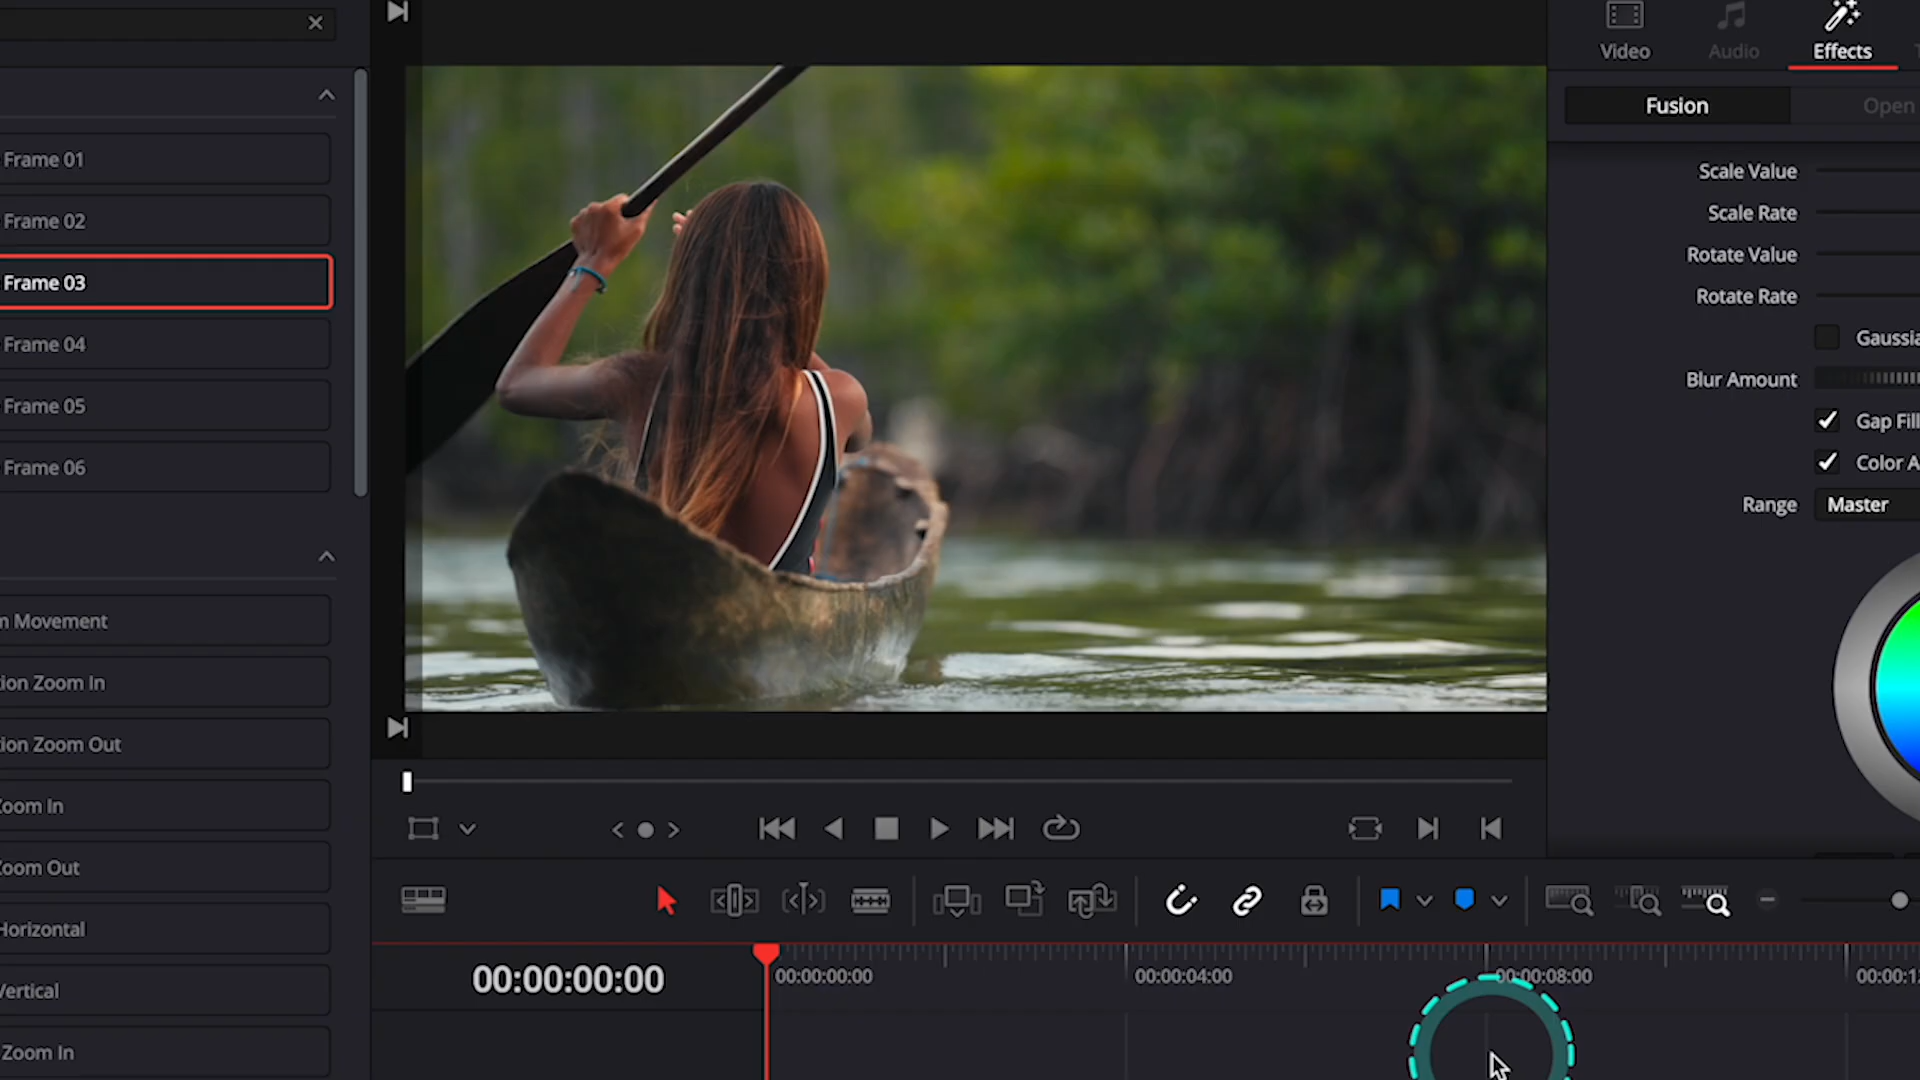 Frame 01
Frame 02
Frame 03
Frame 04
Frame 05
Frame 06
Movement
Zoom In
Zoom Out
Zoom In
Zoom Out
Horizontal
Vertical
Zoom In
Video
Audio
Effects
Fusion
Open
Scale Value
Scale Rate
Rotate Value
Rotate Rate
Gaussia
Blur Amount
Gap Fill
Color A
Range
Master
00:00:00:00
00:00:00:00
00:00:04:00
00:00:08:00
00:00:1